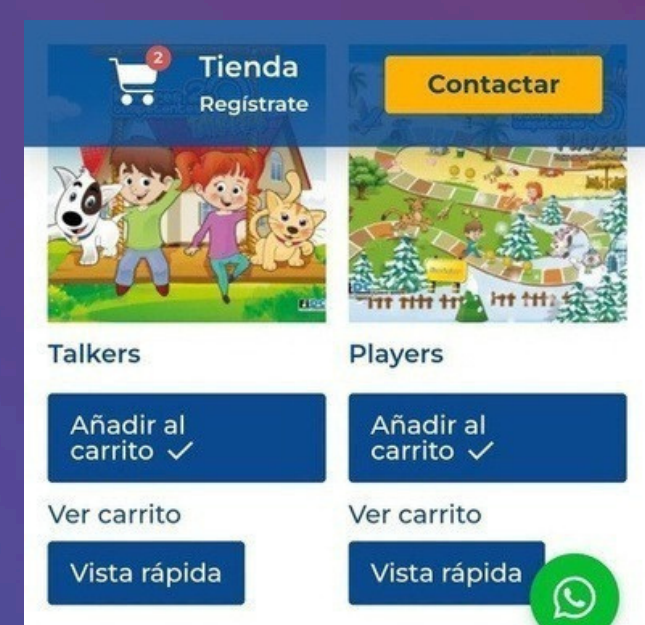 2
Tienda
Regístrate
Contactar
Talkers
Players
Añadir al
carrito
Añadir al
carrito
Ver carrito
Ver carrito
Vista rápida
Vista rápida